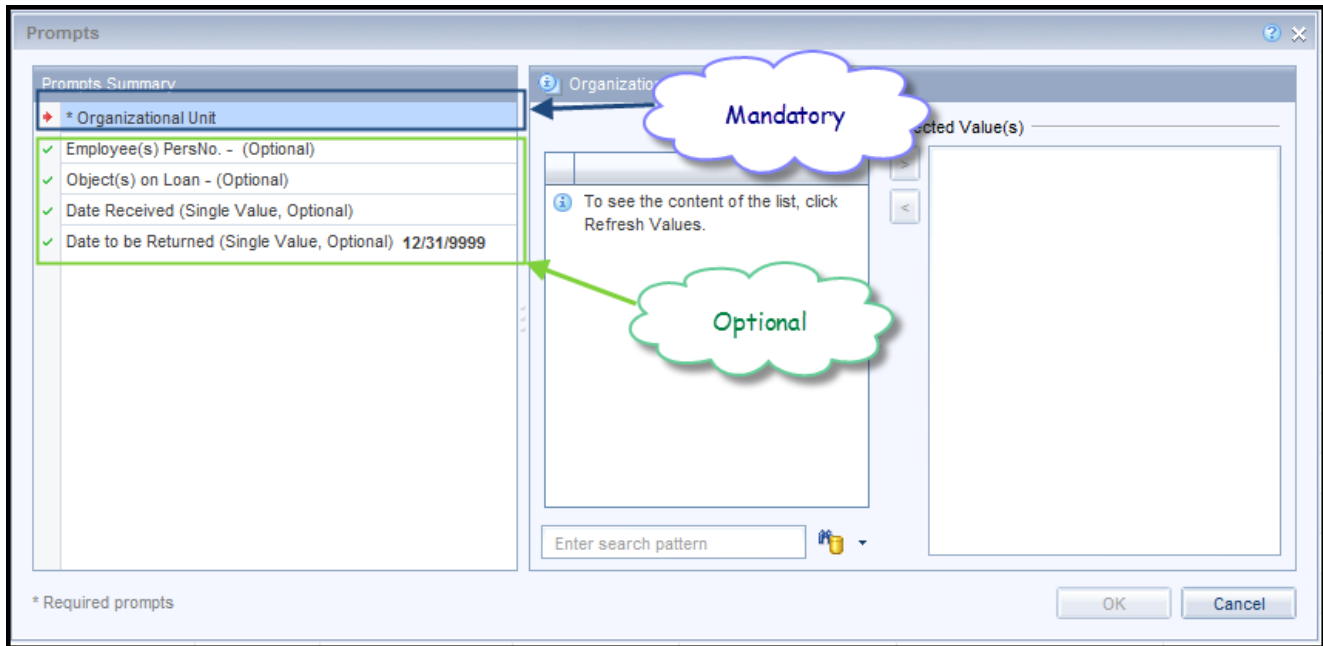 Prompts
Prompts Summary
* Organizational Unit
Employee(s) PersNo. -  (Optional)
Object(s) on Loan - (Optional)
Date Received (Single Value, Optional)
Date to be Returned (Single Value, Optional)  12/31/9999
Mandatory
Value(s)
To see the content of the list, click
Refresh Values.
>
<
Optional
Enter search pattern
* Required prompts
OK
Cancel